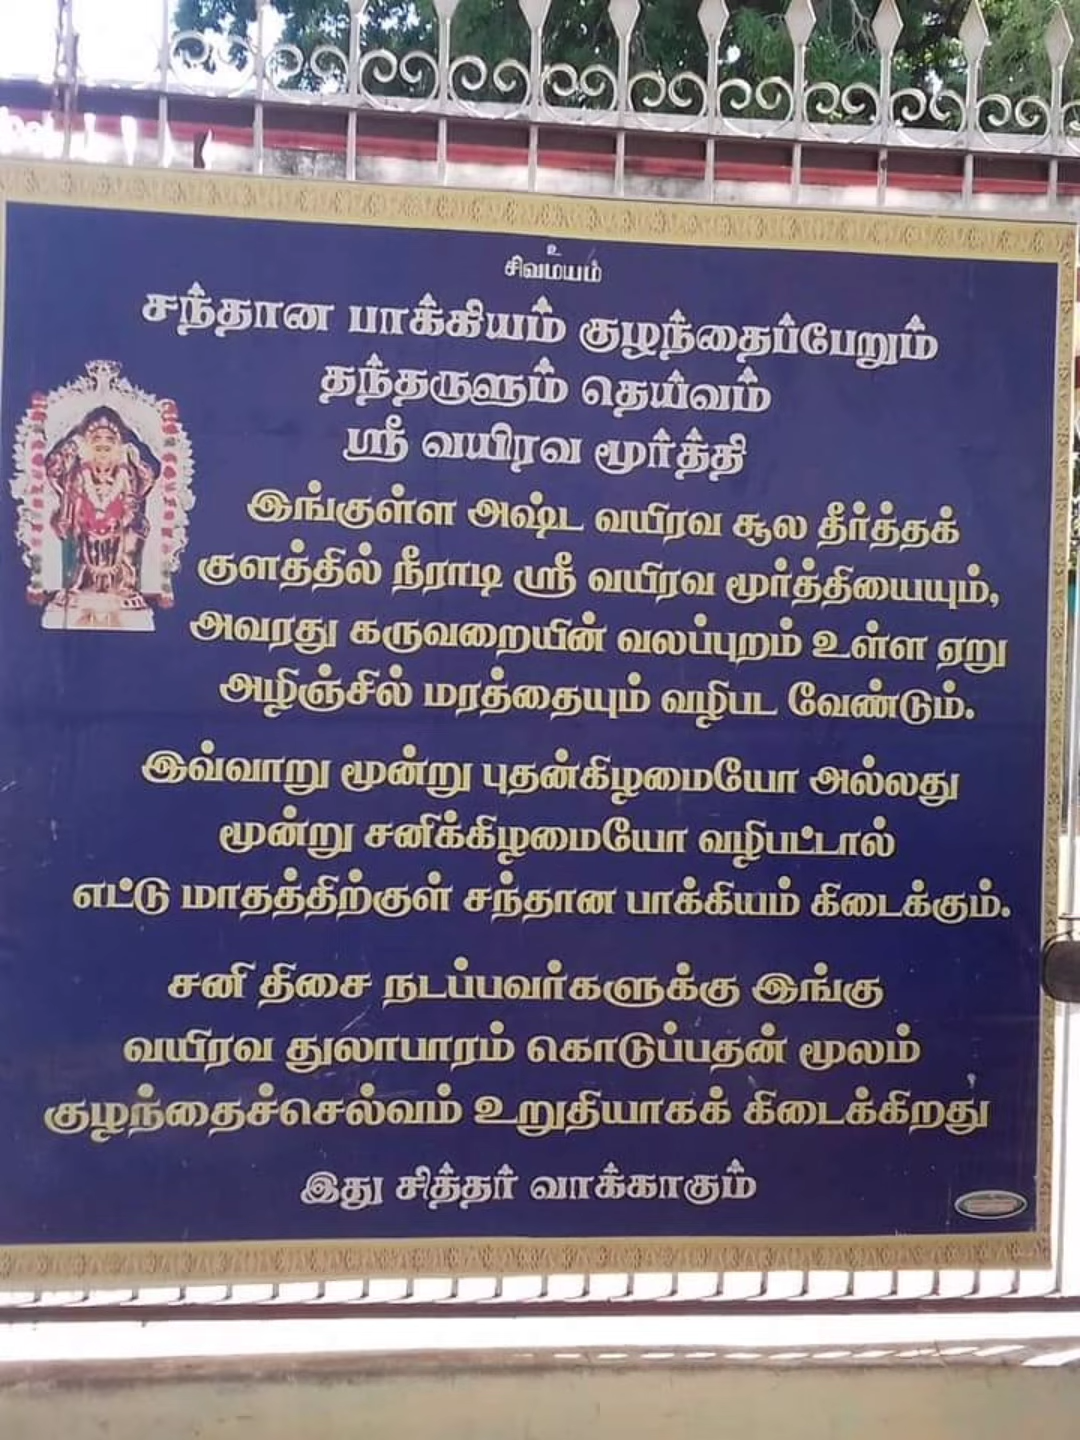 உ
சிவமயம்
சந்தான பாக்கியம் குழந்தைப்பேறும்
தந்தருளும் தெய்வம்
ஸ்ரீ வயிரவ மூர்த்தி
இங்குள்ள அஷ்ட வயிரவ சூல தீர்த்தக்
குளத்தில் நீராடி ஸ்ரீ வயிரவ மூர்த்தியையும்,
அவரது கருவறையின் வலப்புறம் உள்ள ஏறு
அழிஞ்சில் மரத்தையும் வழிபட வேண்டும்.
இவ்வாறு மூன்று புதன்கிழமையோ அல்லது
மூன்று சனிக்கிழமையோ வழிபட்டால்
எட்டு மாதத்திற்குள் சந்தான பாக்கியம் கிடைக்கும்.
சனி திசை நடப்பவர்களுக்கு இங்கு
வயிரவ துலாபாரம் கொடுப்பதன் மூலம்
குழந்தைச்செல்வம் உறுதியாகக் கிடைக்கிறது
இது சித்தர் வாக்காகும்